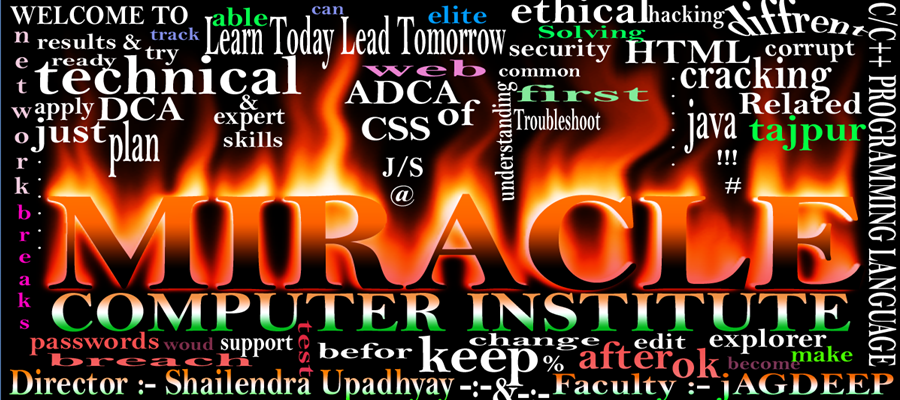 WELCOME TO
able
can
elite
ethical
hacking
diffrent
results &
track
Learn Today Lead Tomorrow
Solving
ready
try
security
HTML
corrupt
technical
web
common
cracking
apply
DCA
&
ADCA
first
Related
expert
of
just
skills
CSS
Troubleshoot
java
tajpur
plan
J/S
understanding
!!!
@
#
network breaks
C/C++ PROGRAMMING LANGUAGE
MIRACLE
COMPUTER INSTITUTE
passwords
woud
support
test
change
edit
explorer
breach
befor
keep
%
after
ok
become
make
Director :- Shailendra Upadhyay -:-&-:- Faculty :- jAGDEEP